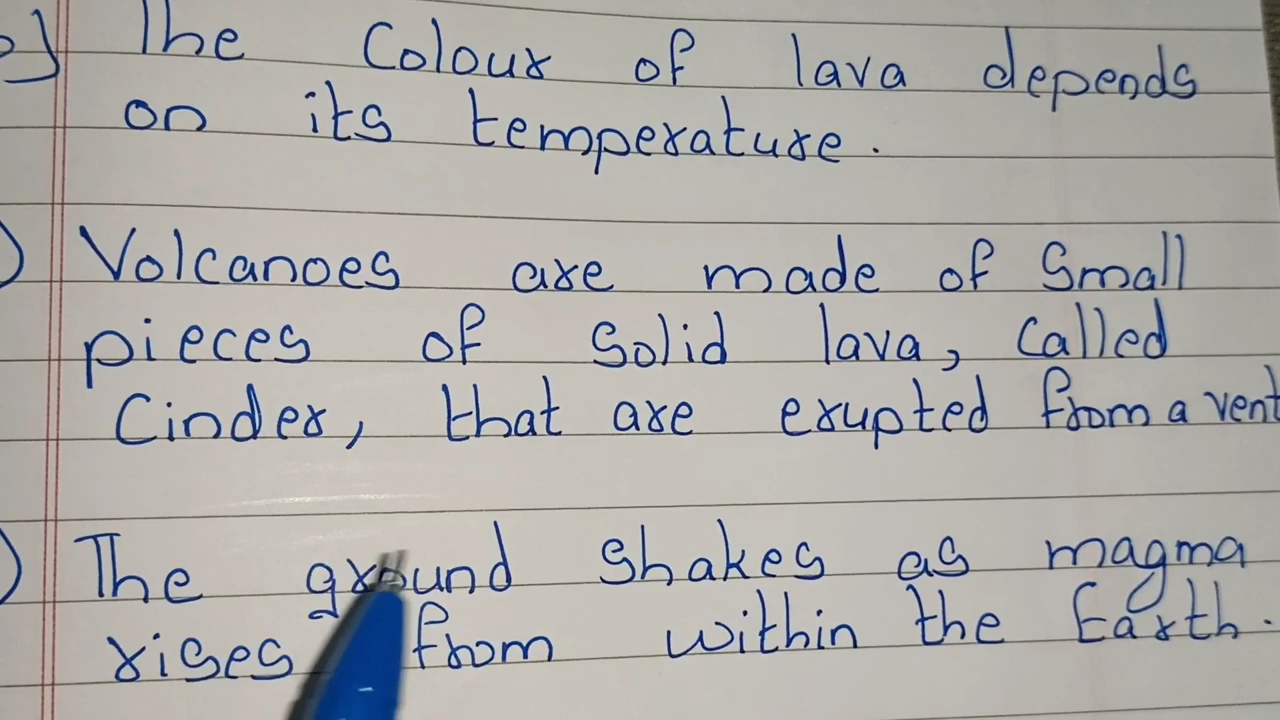 The Colour of lava depends
on its temperature.
) Volcanoes are made of Small
pieces of Solid lava, Called
Cinder, that are erupted from a vent
) The ground shakes as magma
rises from within the Earth.